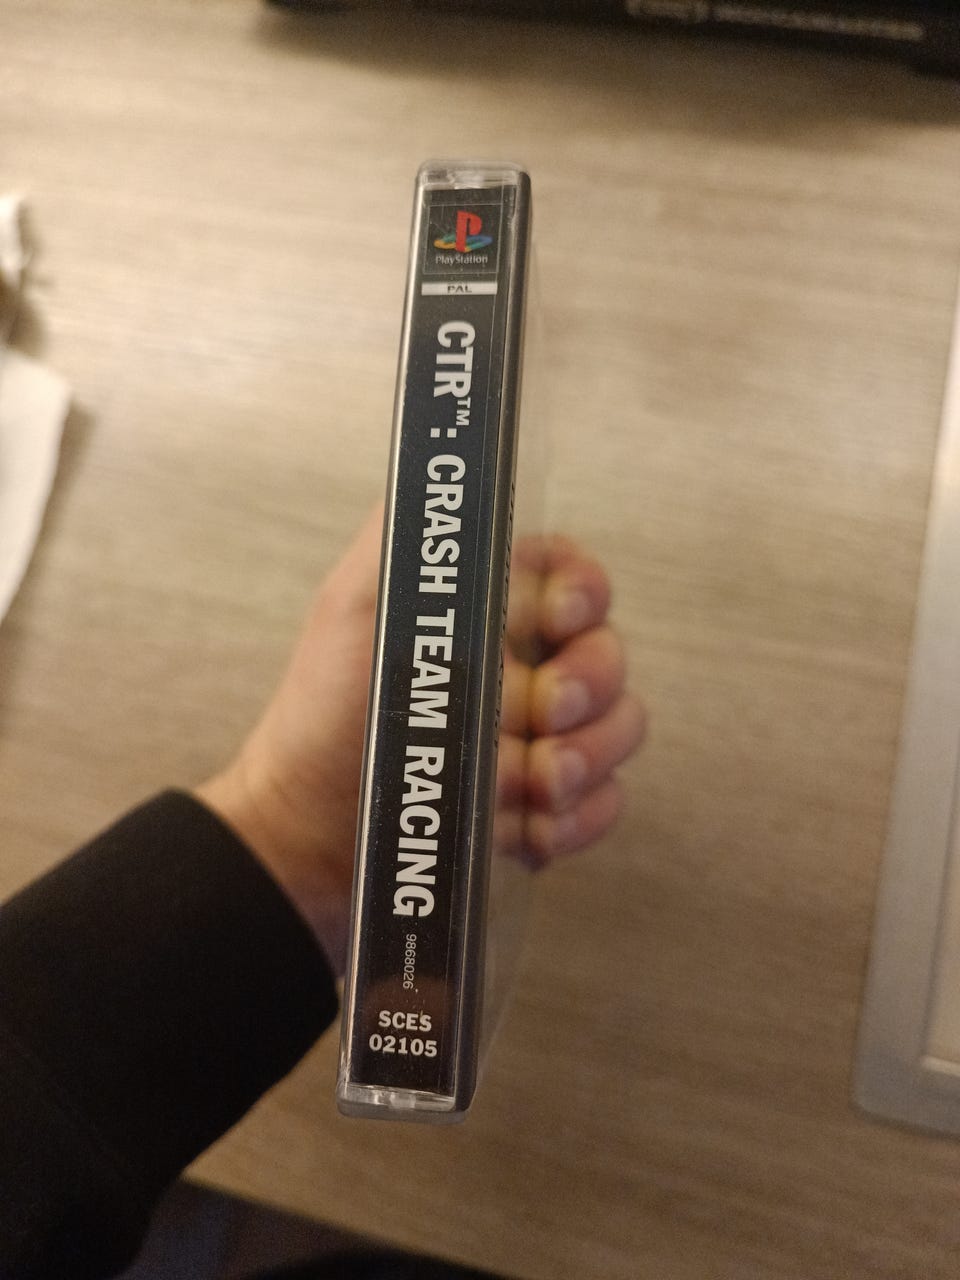 PlayStation
PAL
CTR™: CRASH TEAM RACING
9868026
SCES
02105